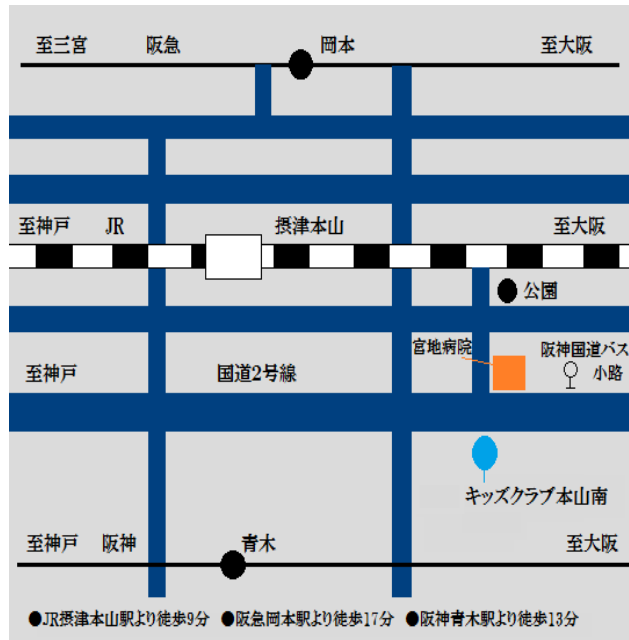 至三宮 阪急 岡本 至大阪
至神戸 JR 摂津本山 至大阪
公園
宮地病院
阪神国道バス
小路
至神戸 国道2号線
キッズクラブ本山南
至神戸 阪神 青木 至大阪
●JR摂津本山駅より徒歩9分 ●阪急岡本駅より徒歩17分 ●阪神青木駅より徒歩13分